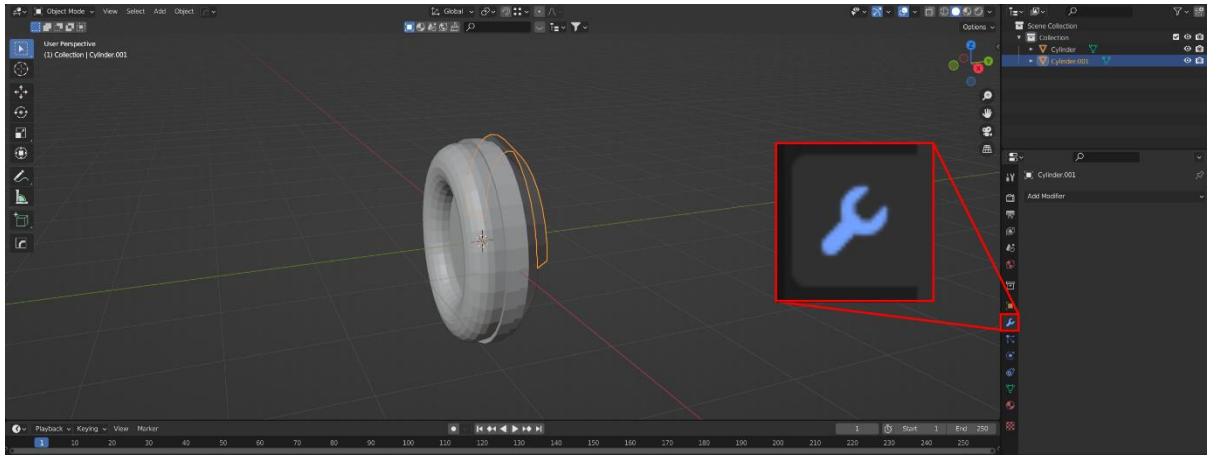 Object Mode View Select Add Object Global
Options
User Perspective
(1) Collection | Cylinder.001
Scene Collection
Collection
Cylinder
Cylinder.001
Cylinder.001
Add Modifier
Z
Y
X
Playback Keying View Marker 1 Start 1 End 250
1 10 20 30 40 50 60 70 80 90 100 110 120 130 140 150 160 170 180 190 200 210 220 230 240 250